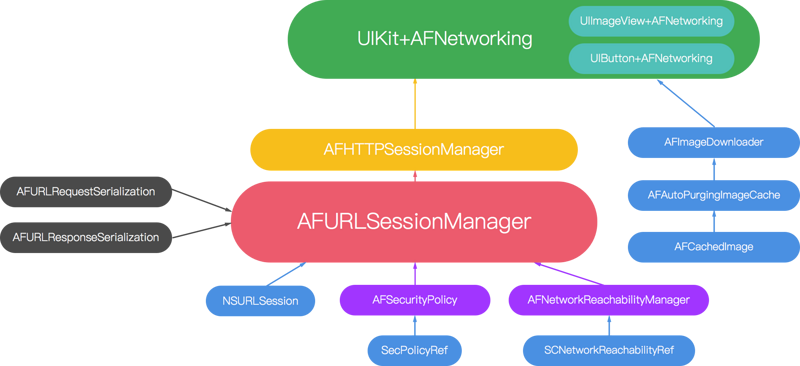 UIKit+AFNetworking
UIImageView+AFNetworking
UIButton+AFNetworking
AFHTTPSessionManager
AFImageDownloader
AFURLRequestSerialization
AFAutoPurgingImageCache
AFURLSessionManager
AFURLResponseSerialization
AFCachedImage
NSURLSession
AFSecurityPolicy
AFNetworkReachabilityManager
SecPolicyRef
SCNetworkReachabilityRef